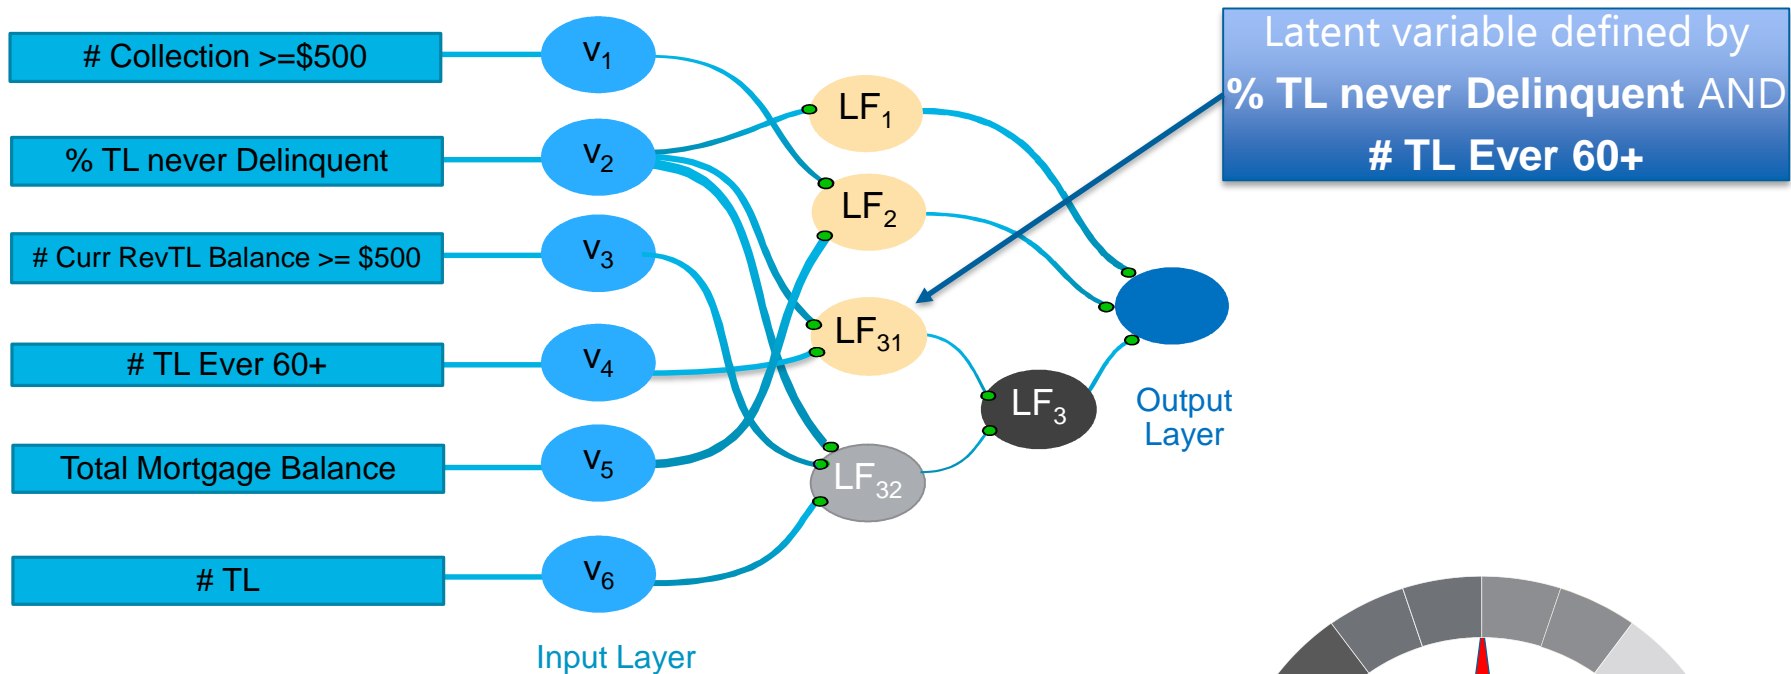 # Collection >=$500
v1
% TL never Delinquent
v2
# Curr RevTL Balance >= $500
v3
# TL Ever 60+
v4
Total Mortgage Balance
v5
# TL
v6
Input Layer
LF1
LF2
LF31
LF32
LF3
Output
Layer
Latent variable defined by
% TL never Delinquent AND
# TL Ever 60+